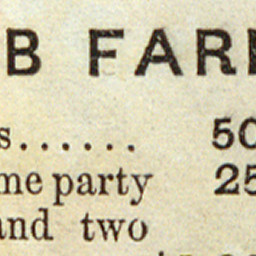 B FAR
s...... 50
me party 25
and two